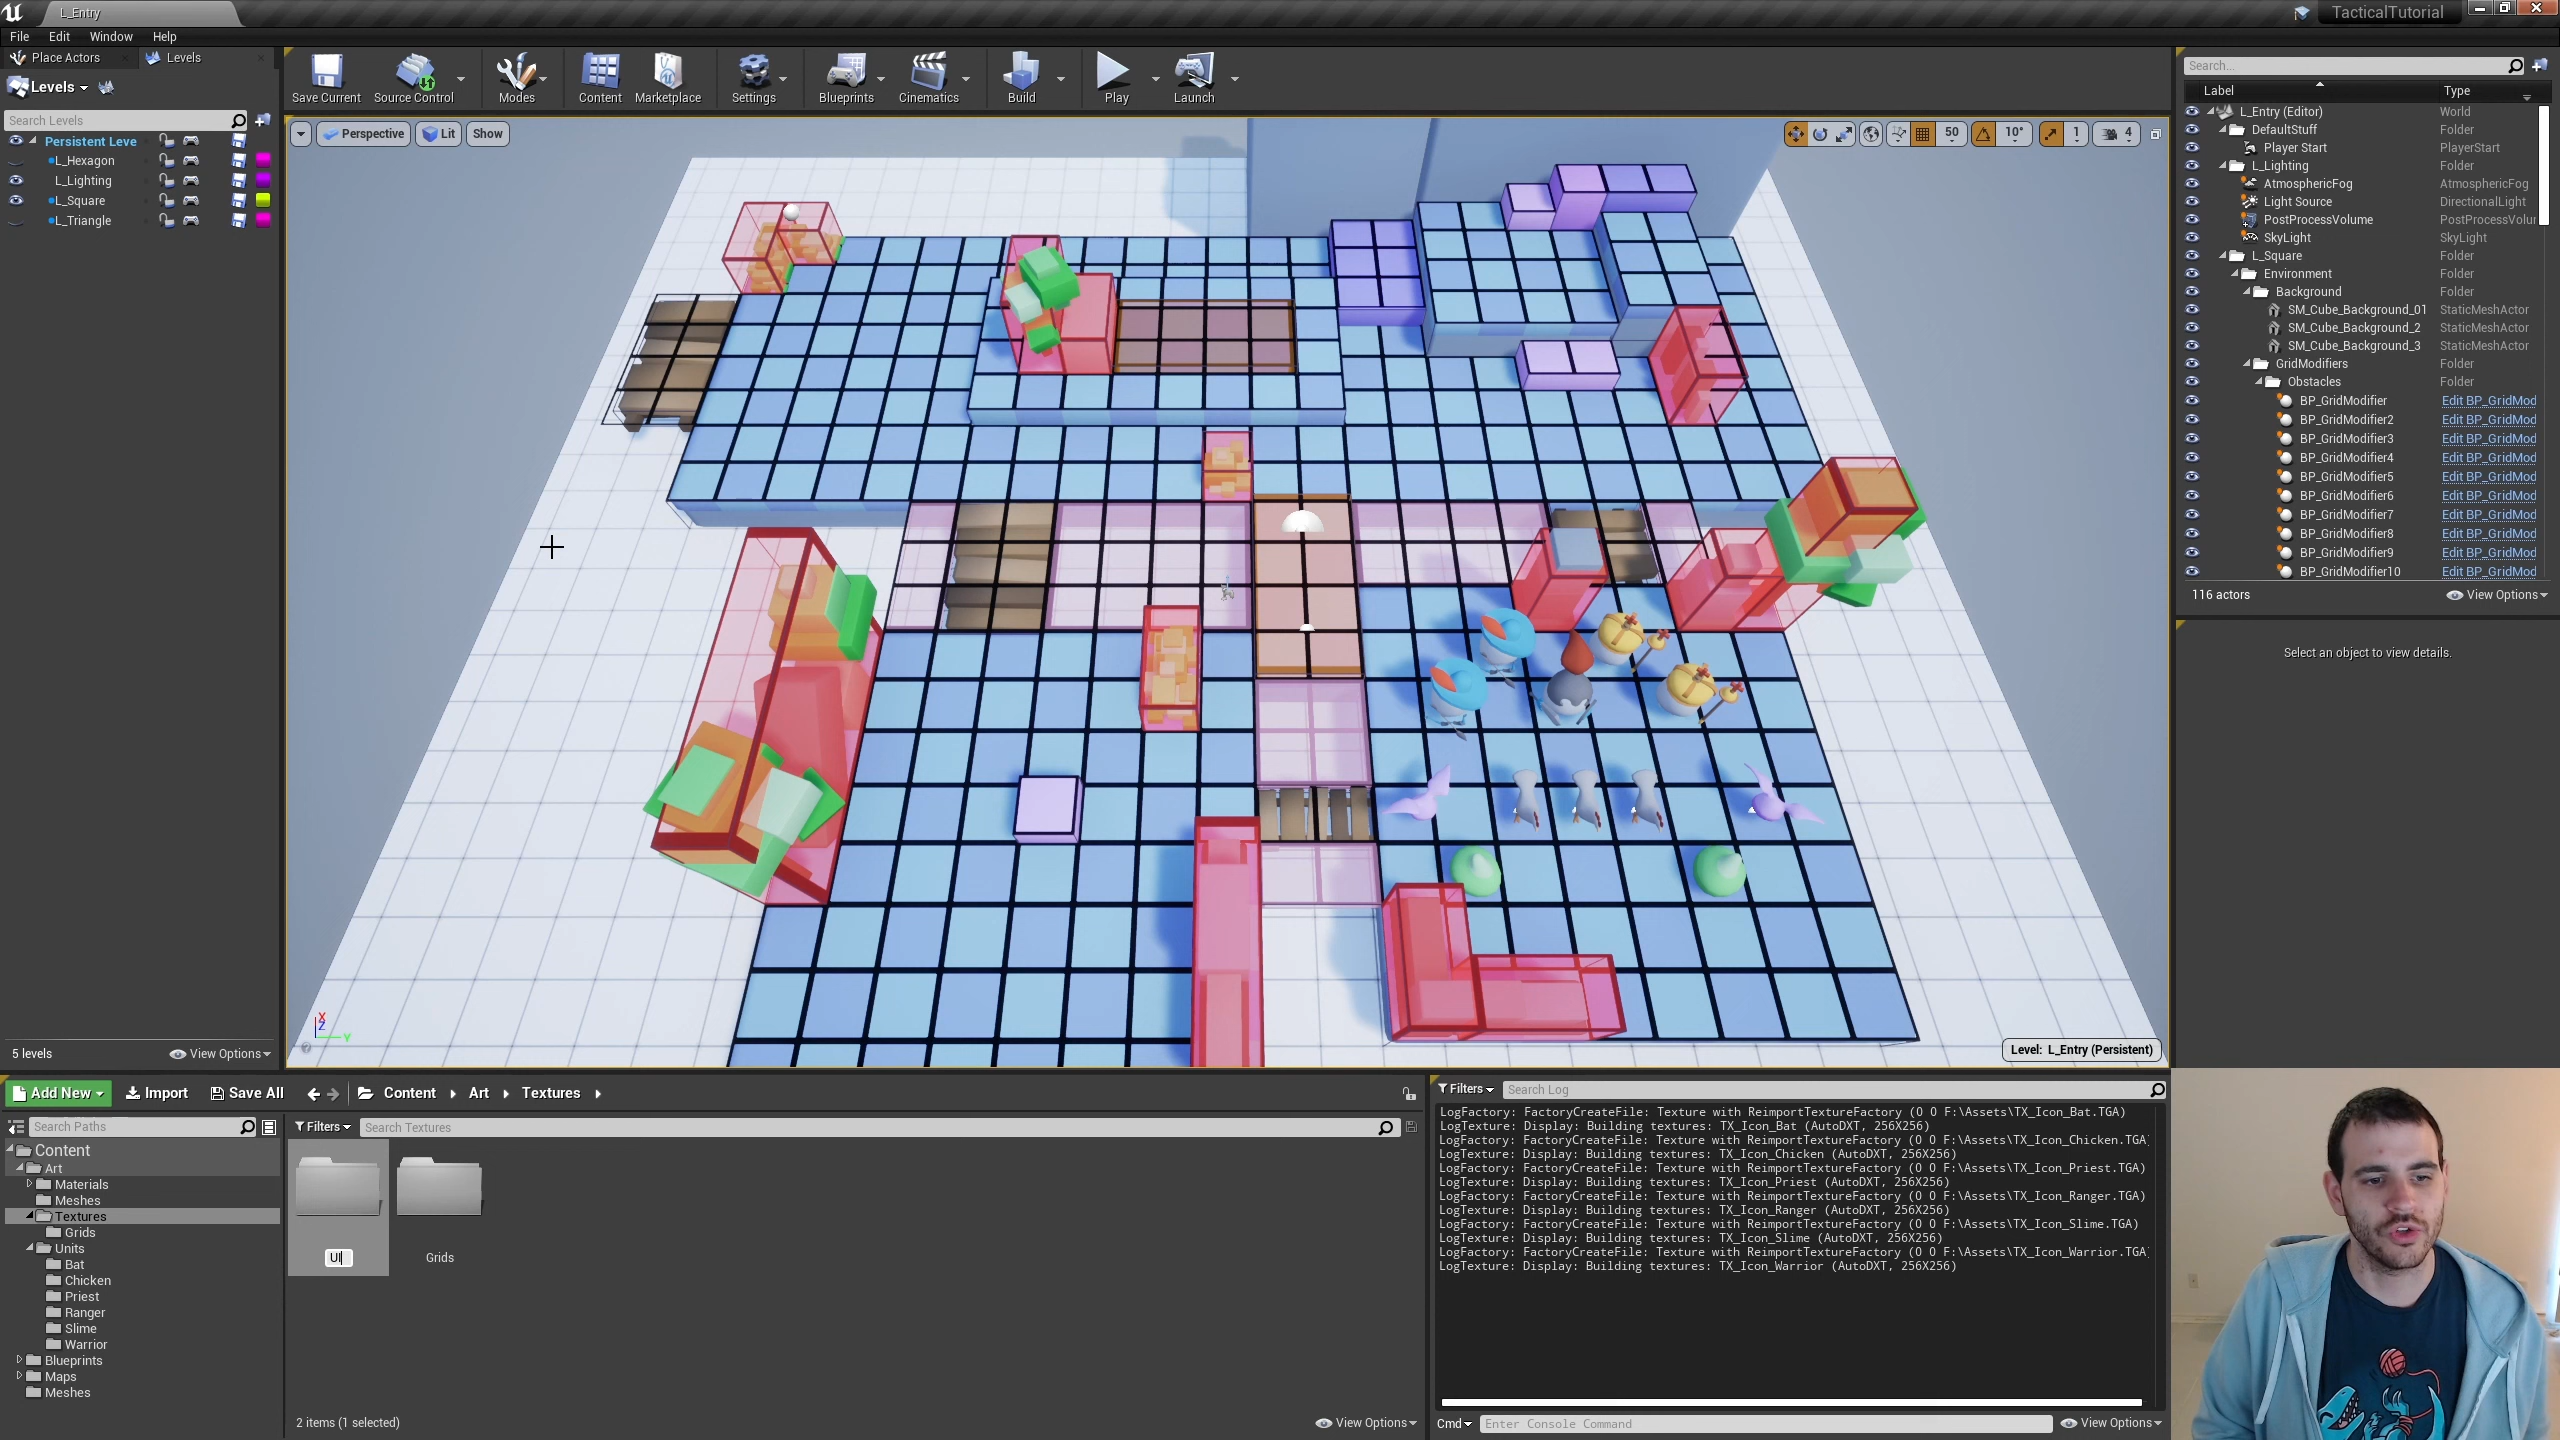 L_Entry
TacticalTutorial
File Edit Window Help
Place Actors
Levels
Levels
Search Levels
Persistent Leve
L_Hexagon
L_Lighting
L_Square
L_Triangle
5 levels
View Options
Save Current
Source Control
Modes
Content
Marketplace
Settings
Blueprints
Cinematics
Build
Play
Launch
Perspective
Lit
Show
50
10°
1
4
X
Z
Y
Level: L_Entry (Persistent)
Search...
Label Type
L_Entry (Editor) World
DefaultStuff Folder
Player Start PlayerStart
L_Lighting Folder
AtmosphericFog AtmosphericFog
Light Source DirectionalLight
PostProcessVolume PostProcessVolur
SkyLight SkyLight
L_Square Folder
Environment Folder
Background Folder
SM_Cube_Background_01 StaticMeshActor
SM_Cube_Background_2 StaticMeshActor
SM_Cube_Background_3 StaticMeshActor
GridModifiers Folder
Obstacles Folder
BP_GridModifier Edit BP_GridMod
BP_GridModifier2 Edit BP_GridMod
BP_GridModifier3 Edit BP_GridMod
BP_GridModifier4 Edit BP_GridMod
BP_GridModifier5 Edit BP_GridMod
BP_GridModifier6 Edit BP_GridMod
BP_GridModifier7 Edit BP_GridMod
BP_GridModifier8 Edit BP_GridMod
BP_GridModifier9 Edit BP_GridMod
BP_GridModifier10 Edit BP_GridMod
116 actors
View Options
Select an object to view details.
Add New
Import
Save All
Content Art Textures
Search Paths
Content
Art
Materials
Meshes
Textures
Grids
Units
Bat
Chicken
Priest
Ranger
Slime
Warrior
Blueprints
Maps
Meshes
Filters
Search Textures
UI
Grids
2 items (1 selected)
View Options
Filters
Search Log
LogFactory: FactoryCreateFile: Texture with ReimportTextureFactory (0 0 F:\Assets\TX_Icon_Bat.TGA)
LogTexture: Display: Building textures: TX_Icon_Bat (AutoDXT, 256X256)
LogFactory: FactoryCreateFile: Texture with ReimportTextureFactory (0 0 F:\Assets\TX_Icon_Chicken.TGA)
LogTexture: Display: Building textures: TX_Icon_Chicken (AutoDXT, 256X256)
LogFactory: FactoryCreateFile: Texture with ReimportTextureFactory (0 0 F:\Assets\TX_Icon_Priest.TGA)
LogTexture: Display: Building textures: TX_Icon_Priest (AutoDXT, 256X256)
LogFactory: FactoryCreateFile: Texture with ReimportTextureFactory (0 0 F:\Assets\TX_Icon_Ranger.TGA)
LogTexture: Display: Building textures: TX_Icon_Ranger (AutoDXT, 256X256)
LogFactory: FactoryCreateFile: Texture with ReimportTextureFactory (0 0 F:\Assets\TX_Icon_Slime.TGA)
LogTexture: Display: Building textures: TX_Icon_Slime (AutoDXT, 256X256)
LogFactory: FactoryCreateFile: Texture with ReimportTextureFactory (0 0 F:\Assets\TX_Icon_Warrior.TGA)
LogTexture: Display: Building textures: TX_Icon_Warrior (AutoDXT, 256X256)
Cmd
Enter Console Command
View Options